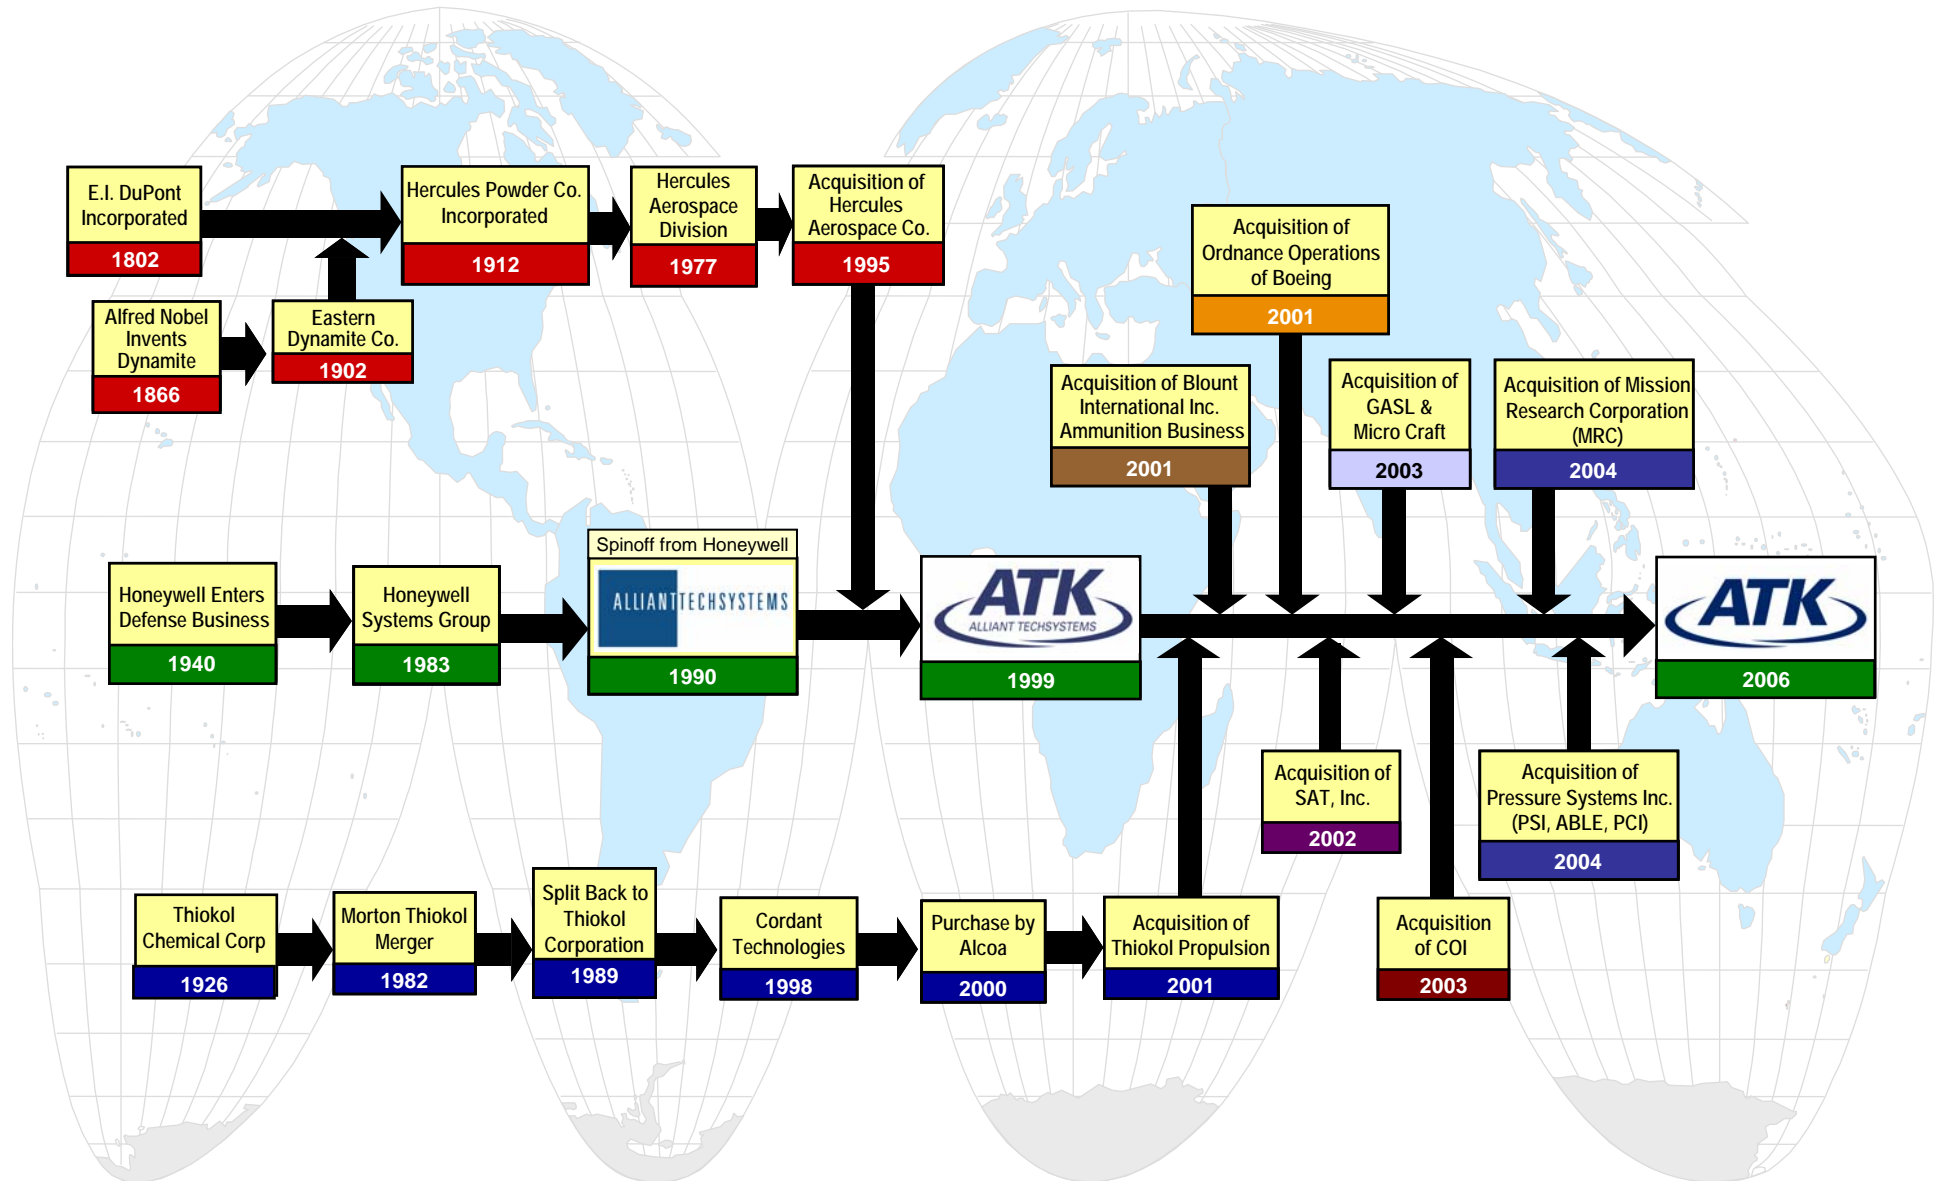 E.I. DuPont
Incorporated
1802
Hercules Powder Co.
Incorporated
1912
Hercules
Aerospace
Division
1977
Acquisition of
Hercules
Aerospace Co.
1995
Alfred Nobel
Invents
Dynamite
1866
Eastern
Dynamite Co.
1902
Acquisition of
Ordnance Operations
of Boeing
2001
Acquisition of Blount
International Inc.
Ammunition Business
2001
Acquisition of
GASL &
Micro Craft
2003
Acquisition of Mission
Research Corporation
(MRC)
2004
Honeywell Enters
Defense Business
1940
Honeywell
Systems Group
1983
Spinoff from Honeywell
ALLIANTTECHSYSTEMS
1990
ATK
ALLIANT TECHSYSTEMS
1999
ATK
2006
Acquisition of
SAT, Inc.
2002
Acquisition of
Pressure Systems Inc.
(PSI, ABLE, PCI)
2004
Thiokol
Chemical Corp
1926
Morton Thiokol
Merger
1982
Split Back to
Thiokol
Corporation
1989
Cordant
Technologies
1998
Purchase by
Alcoa
2000
Acquisition of
Thiokol Propulsion
2001
Acquisition
of COI
2003